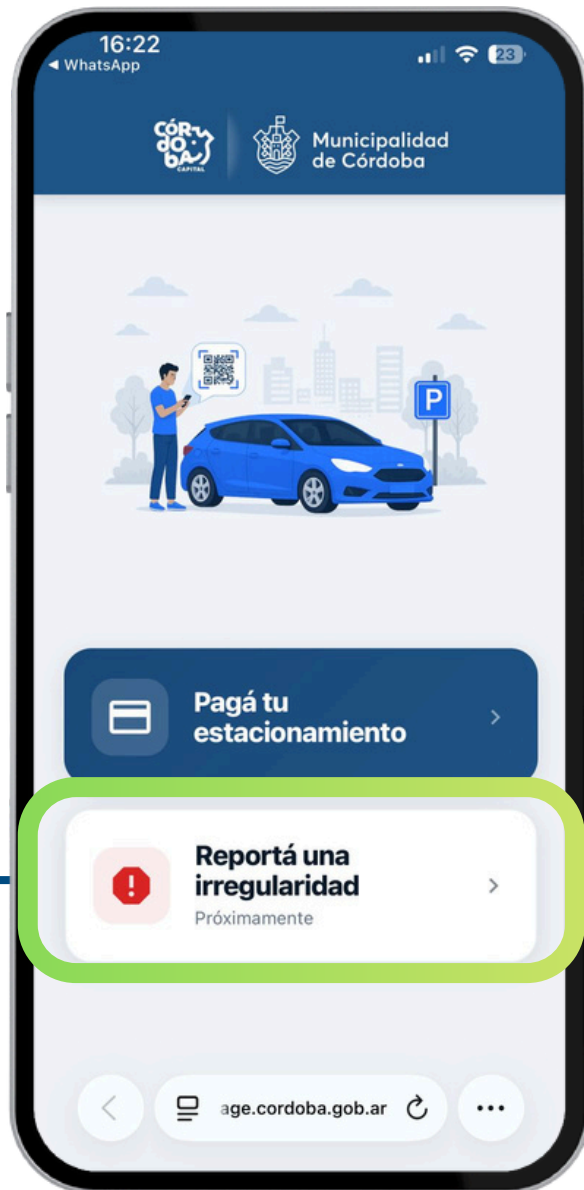 16:22
◀ WhatsApp
23
CÓR
do
bA
CAPITAL
Municipalidad
de Córdoba
P
Pagá tu
estacionamiento
Reportá una
irregularidad
Próximamente
age.cordoba.gob.ar